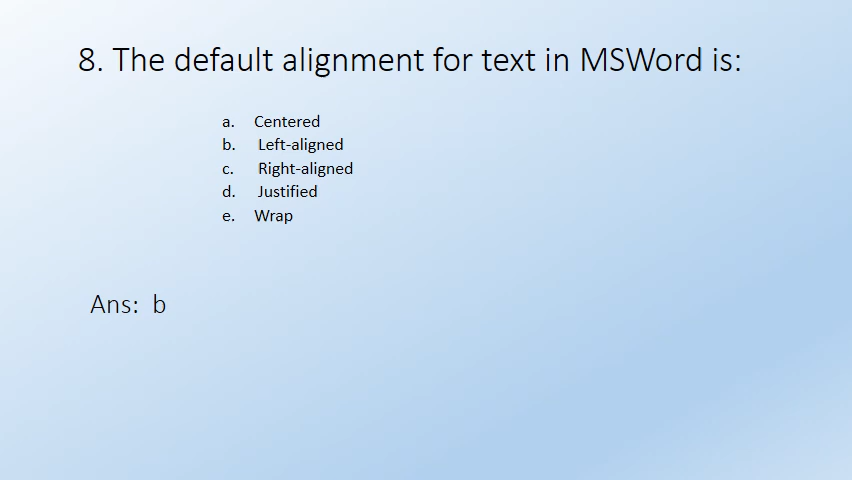 8. The default alignment for text in MSWord is:
a. Centered
b. Left-aligned
c. Right-aligned
d. Justified
e. Wrap
Ans: b